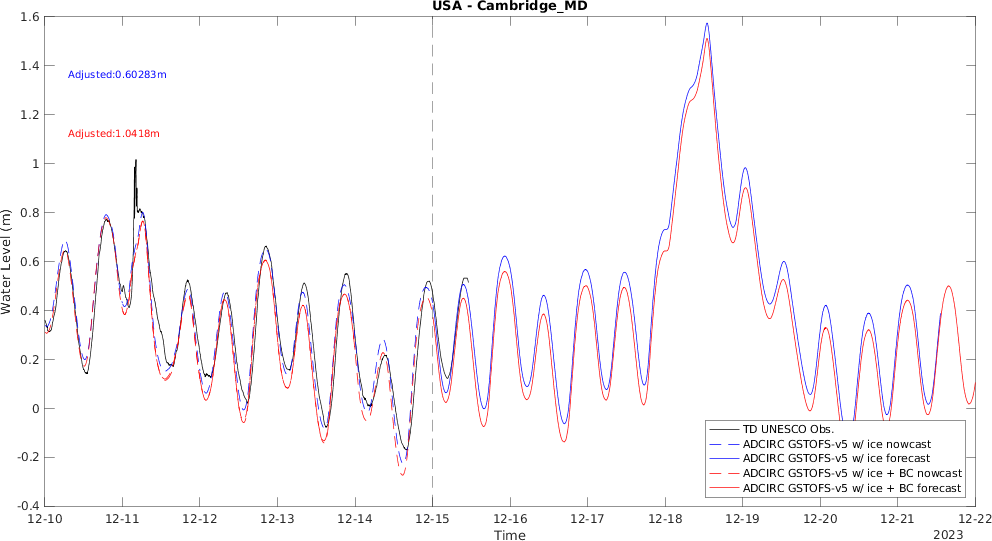 USA - Cambridge_MD
1.6
1.4
1.2
1
0.8
0.6
0.4
0.2
0
-0.2
-0.4
Water Level (m)
Adjusted:0.60283m
Adjusted:1.0418m
TD UNESCO Obs.
ADCIRC GSTOFS-v5 w/ ice nowcast
ADCIRC GSTOFS-v5 w/ ice forecast
ADCIRC GSTOFS-v5 w/ ice + BC nowcast
ADCIRC GSTOFS-v5 w/ ice + BC forecast
12-10 12-11 12-12 12-13 12-14 12-15 12-16 12-17 12-18 12-19 12-20 12-21 12-22
Time
2023